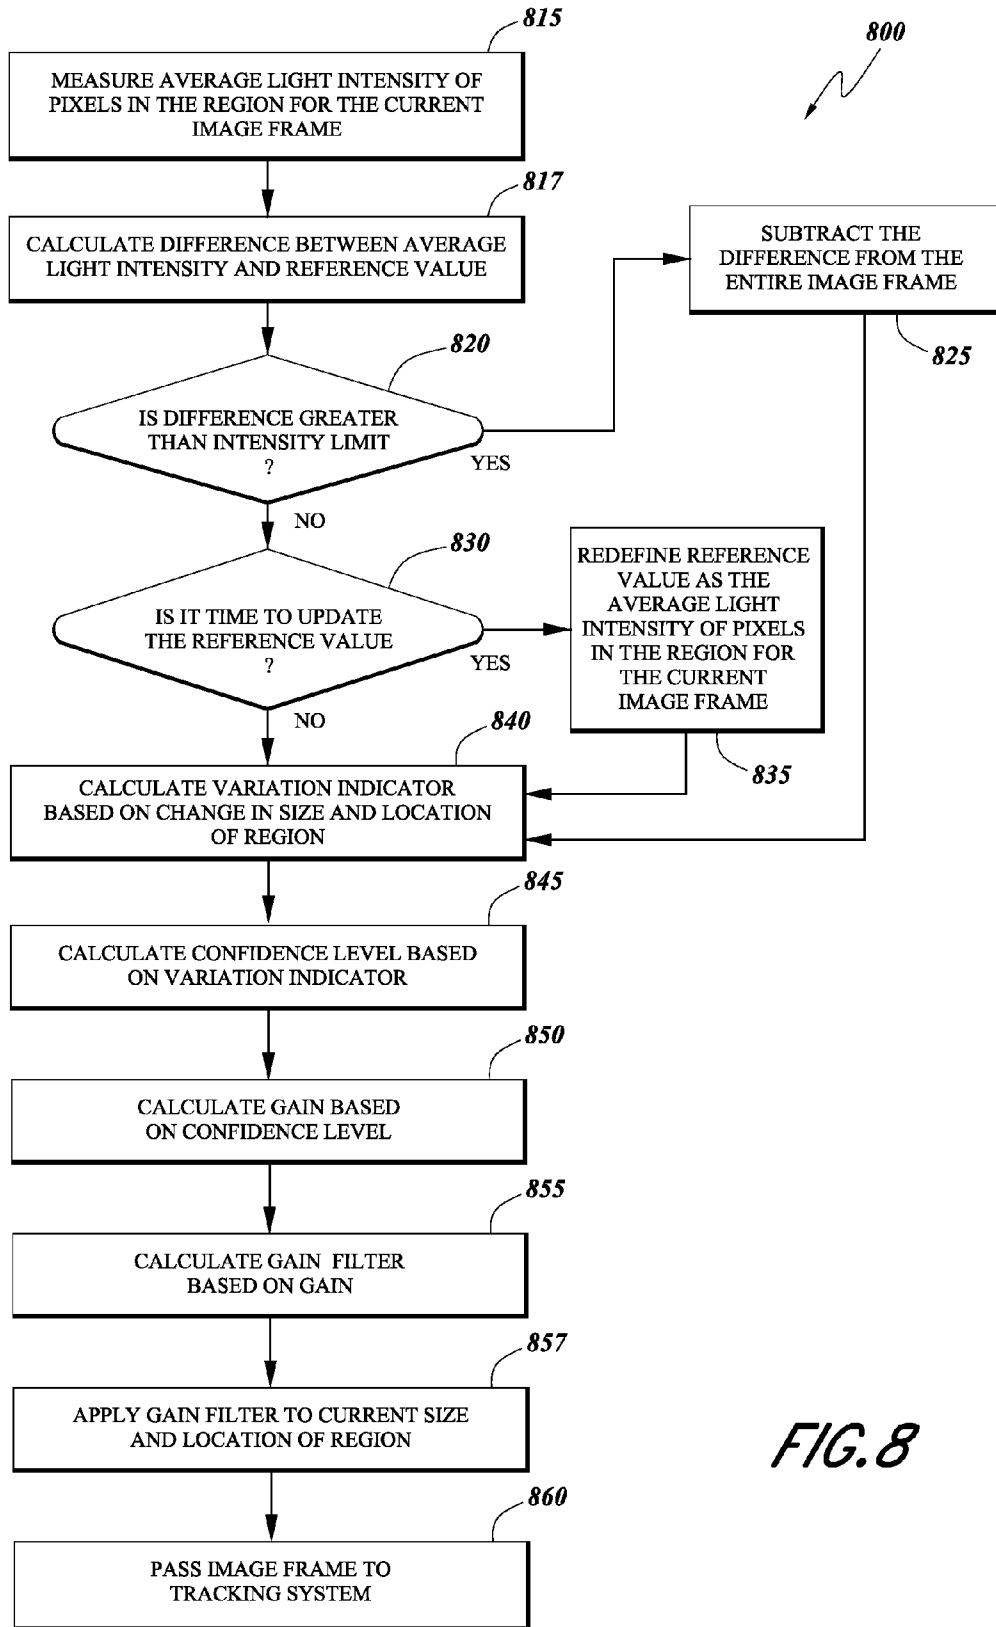 815
800
MEASURE AVERAGE LIGHT INTENSITY OF
PIXELS IN THE REGION FOR THE CURRENT
IMAGE FRAME
817
CALCULATE DIFFERENCE BETWEEN AVERAGE
LIGHT INTENSITY AND REFERENCE VALUE
SUBTRACT THE
DIFFERENCE FROM THE
ENTIRE IMAGE FRAME
825
820
IS DIFFERENCE GREATER
THAN INTENSITY LIMIT
?
YES
NO
830
IS IT TIME TO UPDATE
THE REFERENCE VALUE
?
YES
NO
REDEFINE REFERENCE
VALUE AS THE
AVERAGE LIGHT
INTENSITY OF PIXELS
IN THE REGION FOR
THE CURRENT
IMAGE FRAME
835
840
CALCULATE VARIATION INDICATOR
BASED ON CHANGE IN SIZE AND LOCATION
OF REGION
845
CALCULATE CONFIDENCE LEVEL BASED
ON VARIATION INDICATOR
850
CALCULATE GAIN BASED
ON CONFIDENCE LEVEL
855
CALCULATE GAIN FILTER
BASED ON GAIN
857
APPLY GAIN FILTER TO CURRENT SIZE
AND LOCATION OF REGION
FIG.8
860
PASS IMAGE FRAME TO
TRACKING SYSTEM